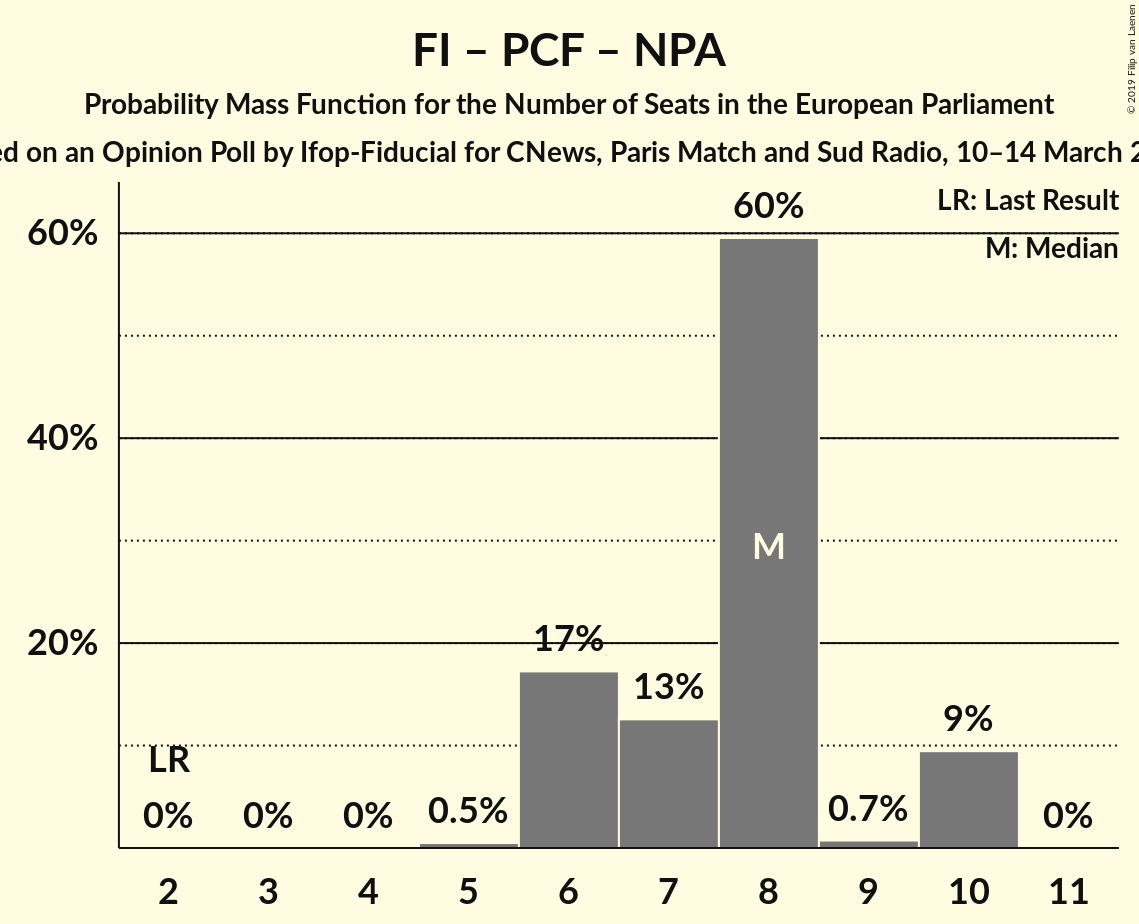 FI – PCF – NPA
Probability Mass Function for the Number of Seats in the European Parliament
on an Opinion Poll by Ifop-Fiducial for CNews, Paris Match and Sud Radio, 10–14 March
© 2019 Filip van Laenen
LR: Last Result
M: Median
60%
40%
20%
LR
0%
0%
0%
0.5%
17%
13%
60%
M
0.7%
9%
0%
2 3 4 5 6 7 8 9 10 11